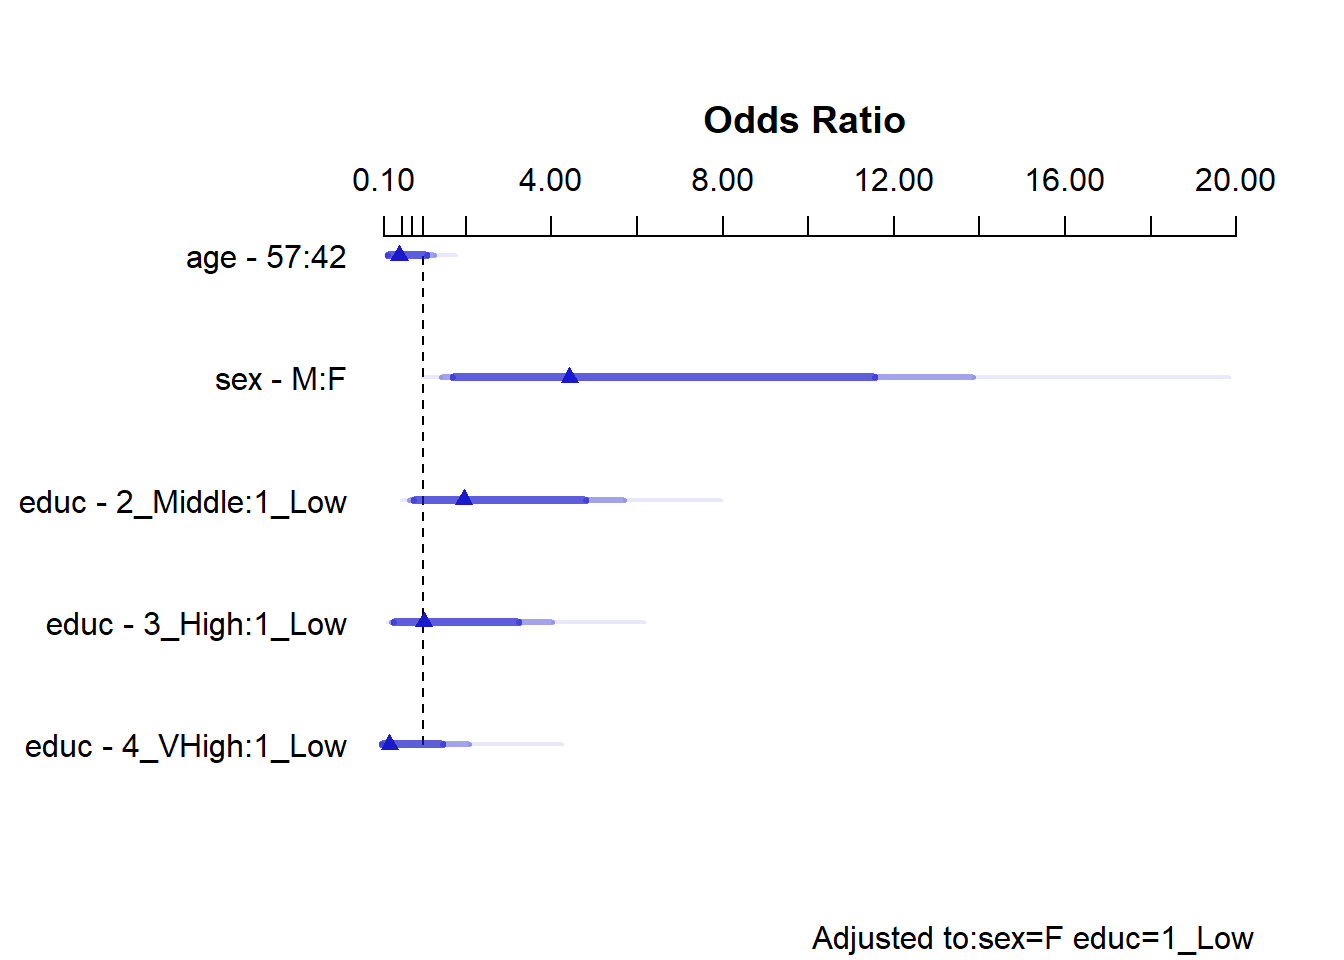 Odds Ratio
0.10 4.00 8.00 12.00 16.00 20.00
age - 57:42
sex - M:F
educ - 2_Middle:1_Low
educ - 3_High:1_Low
educ - 4_VHigh:1_Low
Adjusted to:sex=F educ=1_Low